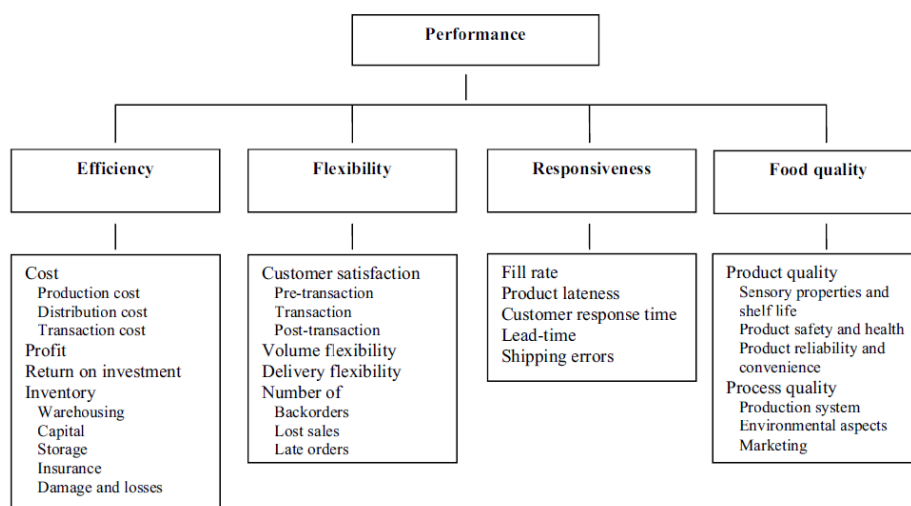 Performance
Efficiency
Flexibility
Responsiveness
Food quality
Cost
Production cost
Distribution cost
Transaction cost
Profit
Return on investment
Inventory
Warehousing
Capital
Storage
Insurance
Damage and losses
Customer satisfaction
Pre-transaction
Transaction
Post-transaction
Volume flexibility
Delivery flexibility
Number of
Backorders
Lost sales
Late orders
Fill rate
Product lateness
Customer response time
Lead-time
Shipping errors
Product quality
Sensory properties and
shelf life
Product safety and health
Product reliability and
convenience
Process quality
Production system
Environmental aspects
Marketing